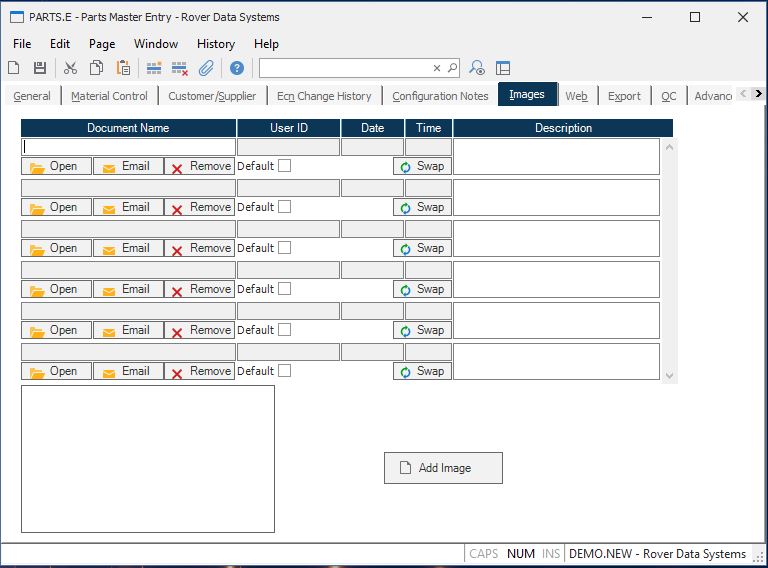 PARTS.E - Parts Master Entry - Rover Data Systems
File Edit Page Window History Help
General Material Control Customer/Supplier Ecn Change History Configuration Notes Images Web Export QC Advanc
Document Name User ID Date Time Description
Open Email Remove Default Swap
Open Email Remove Default Swap
Open Email Remove Default Swap
Open Email Remove Default Swap
Open Email Remove Default Swap
Open Email Remove Default Swap
Add Image
CAPS NUM INS DEMO.NEW - Rover Data Systems